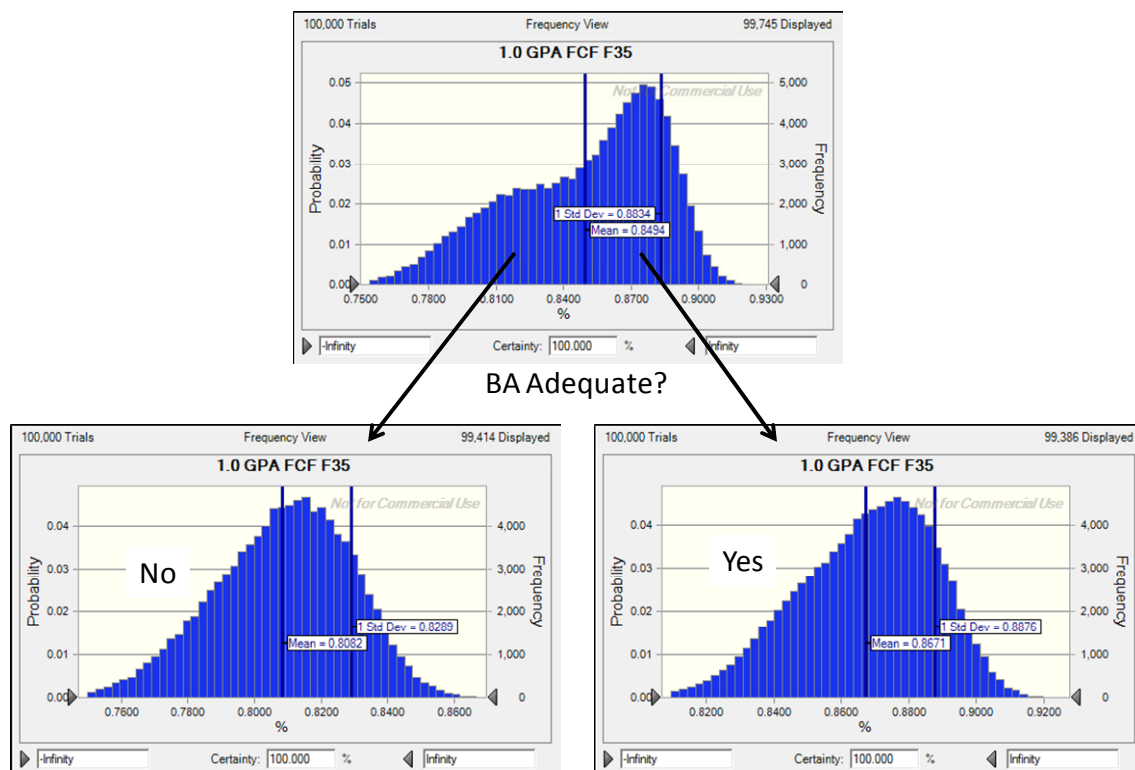 100,000 Trials Frequency View 99,745 Displayed
1.0 GPA FCF F35
Not for Commercial Use
0.05 5,000
0.04 4,000
0.03 3,000
0.02 2,000
0.01 1,000
0.00 0
Probability
Frequency
1 Std Dev = 0.8834
Mean = 0.8494
0.7500 0.7800 0.8100 0.8400 0.8700 0.9000 0.9300
%
-Infinity Certainty: 100.000 % Infinity
BA Adequate?
100,000 Trials Frequency View 99,414 Displayed
1.0 GPA FCF F35
Not for Commercial Use
0.04 4,000
0.03 3,000
0.02 2,000
0.01 1,000
0.00 0
Probability
Frequency
No
1 Std Dev = 0.8289
Mean = 0.8082
0.7600 0.7800 0.8000 0.8200 0.8400 0.8600
%
-Infinity Certainty: 100.000 % Infinity
100,000 Trials Frequency View 99,386 Displayed
1.0 GPA FCF F35
Not for Commercial Use
0.04 4,000
0.03 3,000
0.02 2,000
0.01 1,000
0.00 0
Probability
Frequency
Yes
1 Std Dev = 0.8876
Mean = 0.8671
0.8200 0.8400 0.8600 0.8800 0.9000 0.9200
%
-Infinity Certainty: 100.000 % Infinity